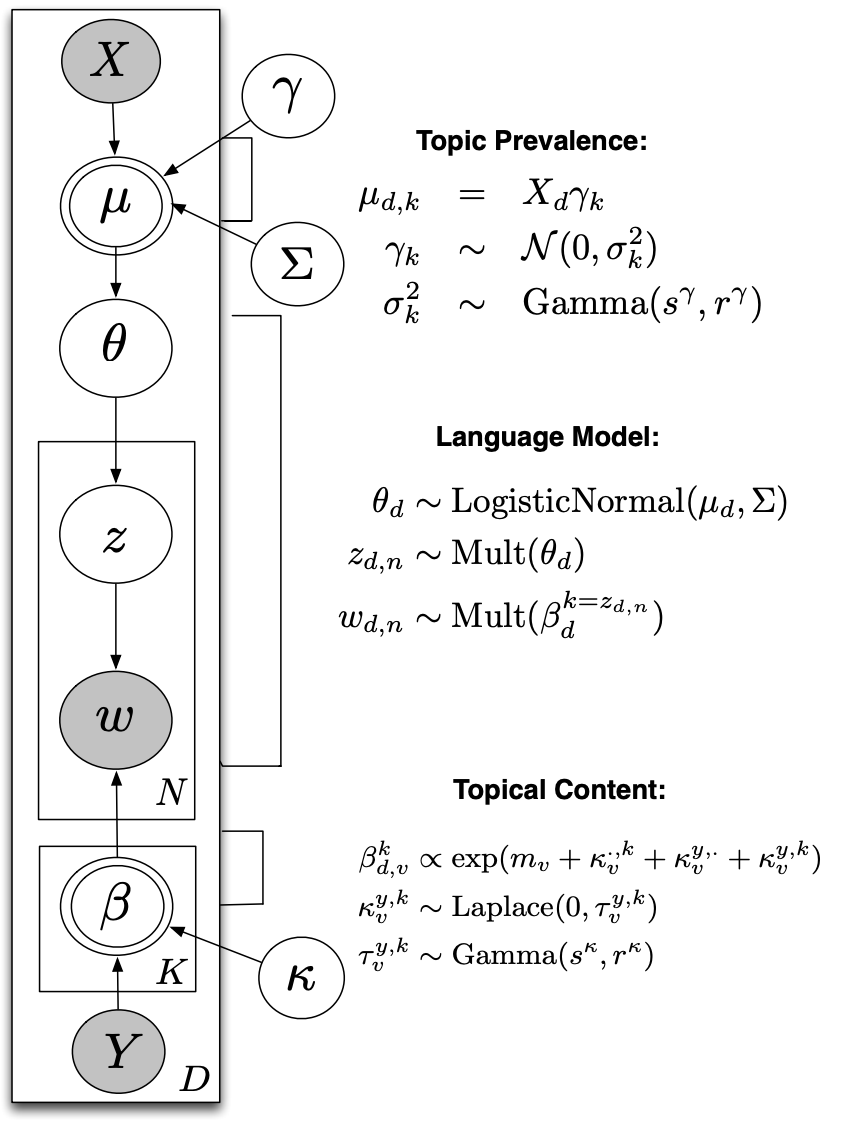 X
γ
μ
Σ
θ
z
w
N
β
K
κ
Y
D
Topic Prevalence:
μ_{d,k} = X_d γ_k
γ_k ∼ 𝒩(0, σ_k^2)
σ_k^2 ∼ Gamma(s^γ, r^γ)
Language Model:
θ_d ∼ LogisticNormal(μ_d, Σ)
z_{d,n} ∼ Mult(θ_d)
w_{d,n} ∼ Mult(β_d^{k=z_{d,n}})
Topical Content:
β_{d,v}^k ∝ exp(m_v + κ_v^{·,k} + κ_v^{y,·} + κ_v^{y,k})
κ_v^{y,k} ∼ Laplace(0, τ_v^{y,k})
τ_v^{y,k} ∼ Gamma(s^κ, r^κ)